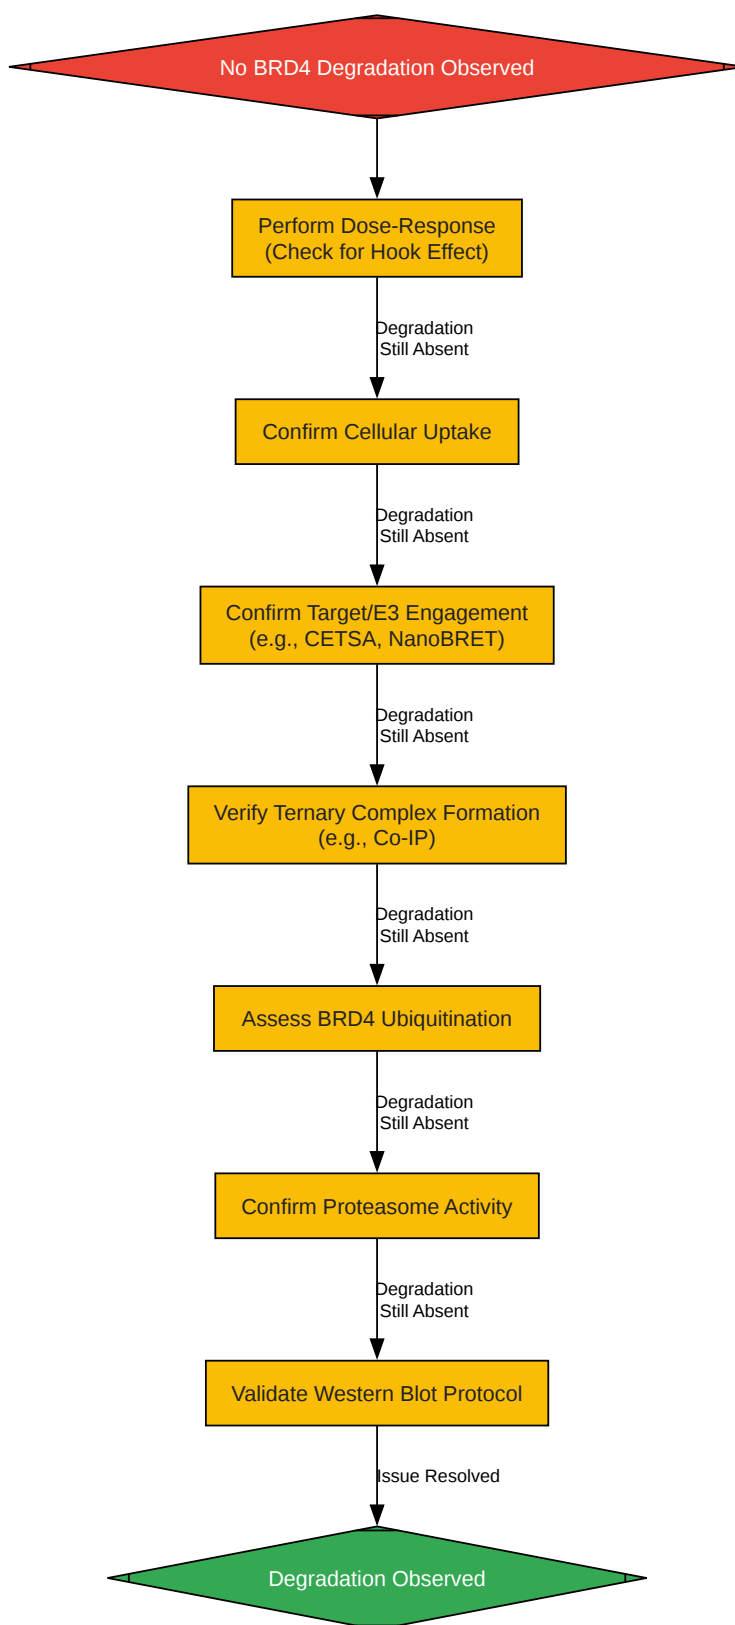 No BRD4 Degradation Observed
Perform Dose-Response
(Check for Hook Effect)
Degradation
Still Absent
Confirm Cellular Uptake
Degradation
Still Absent
Confirm Target/E3 Engagement
(e.g., CETSA, NanoBRET)
Degradation
Still Absent
Verify Ternary Complex Formation
(e.g., Co-IP)
Degradation
Still Absent
Assess BRD4 Ubiquitination
Degradation
Still Absent
Confirm Proteasome Activity
Degradation
Still Absent
Validate Western Blot Protocol
Issue Resolved
Degradation Observed